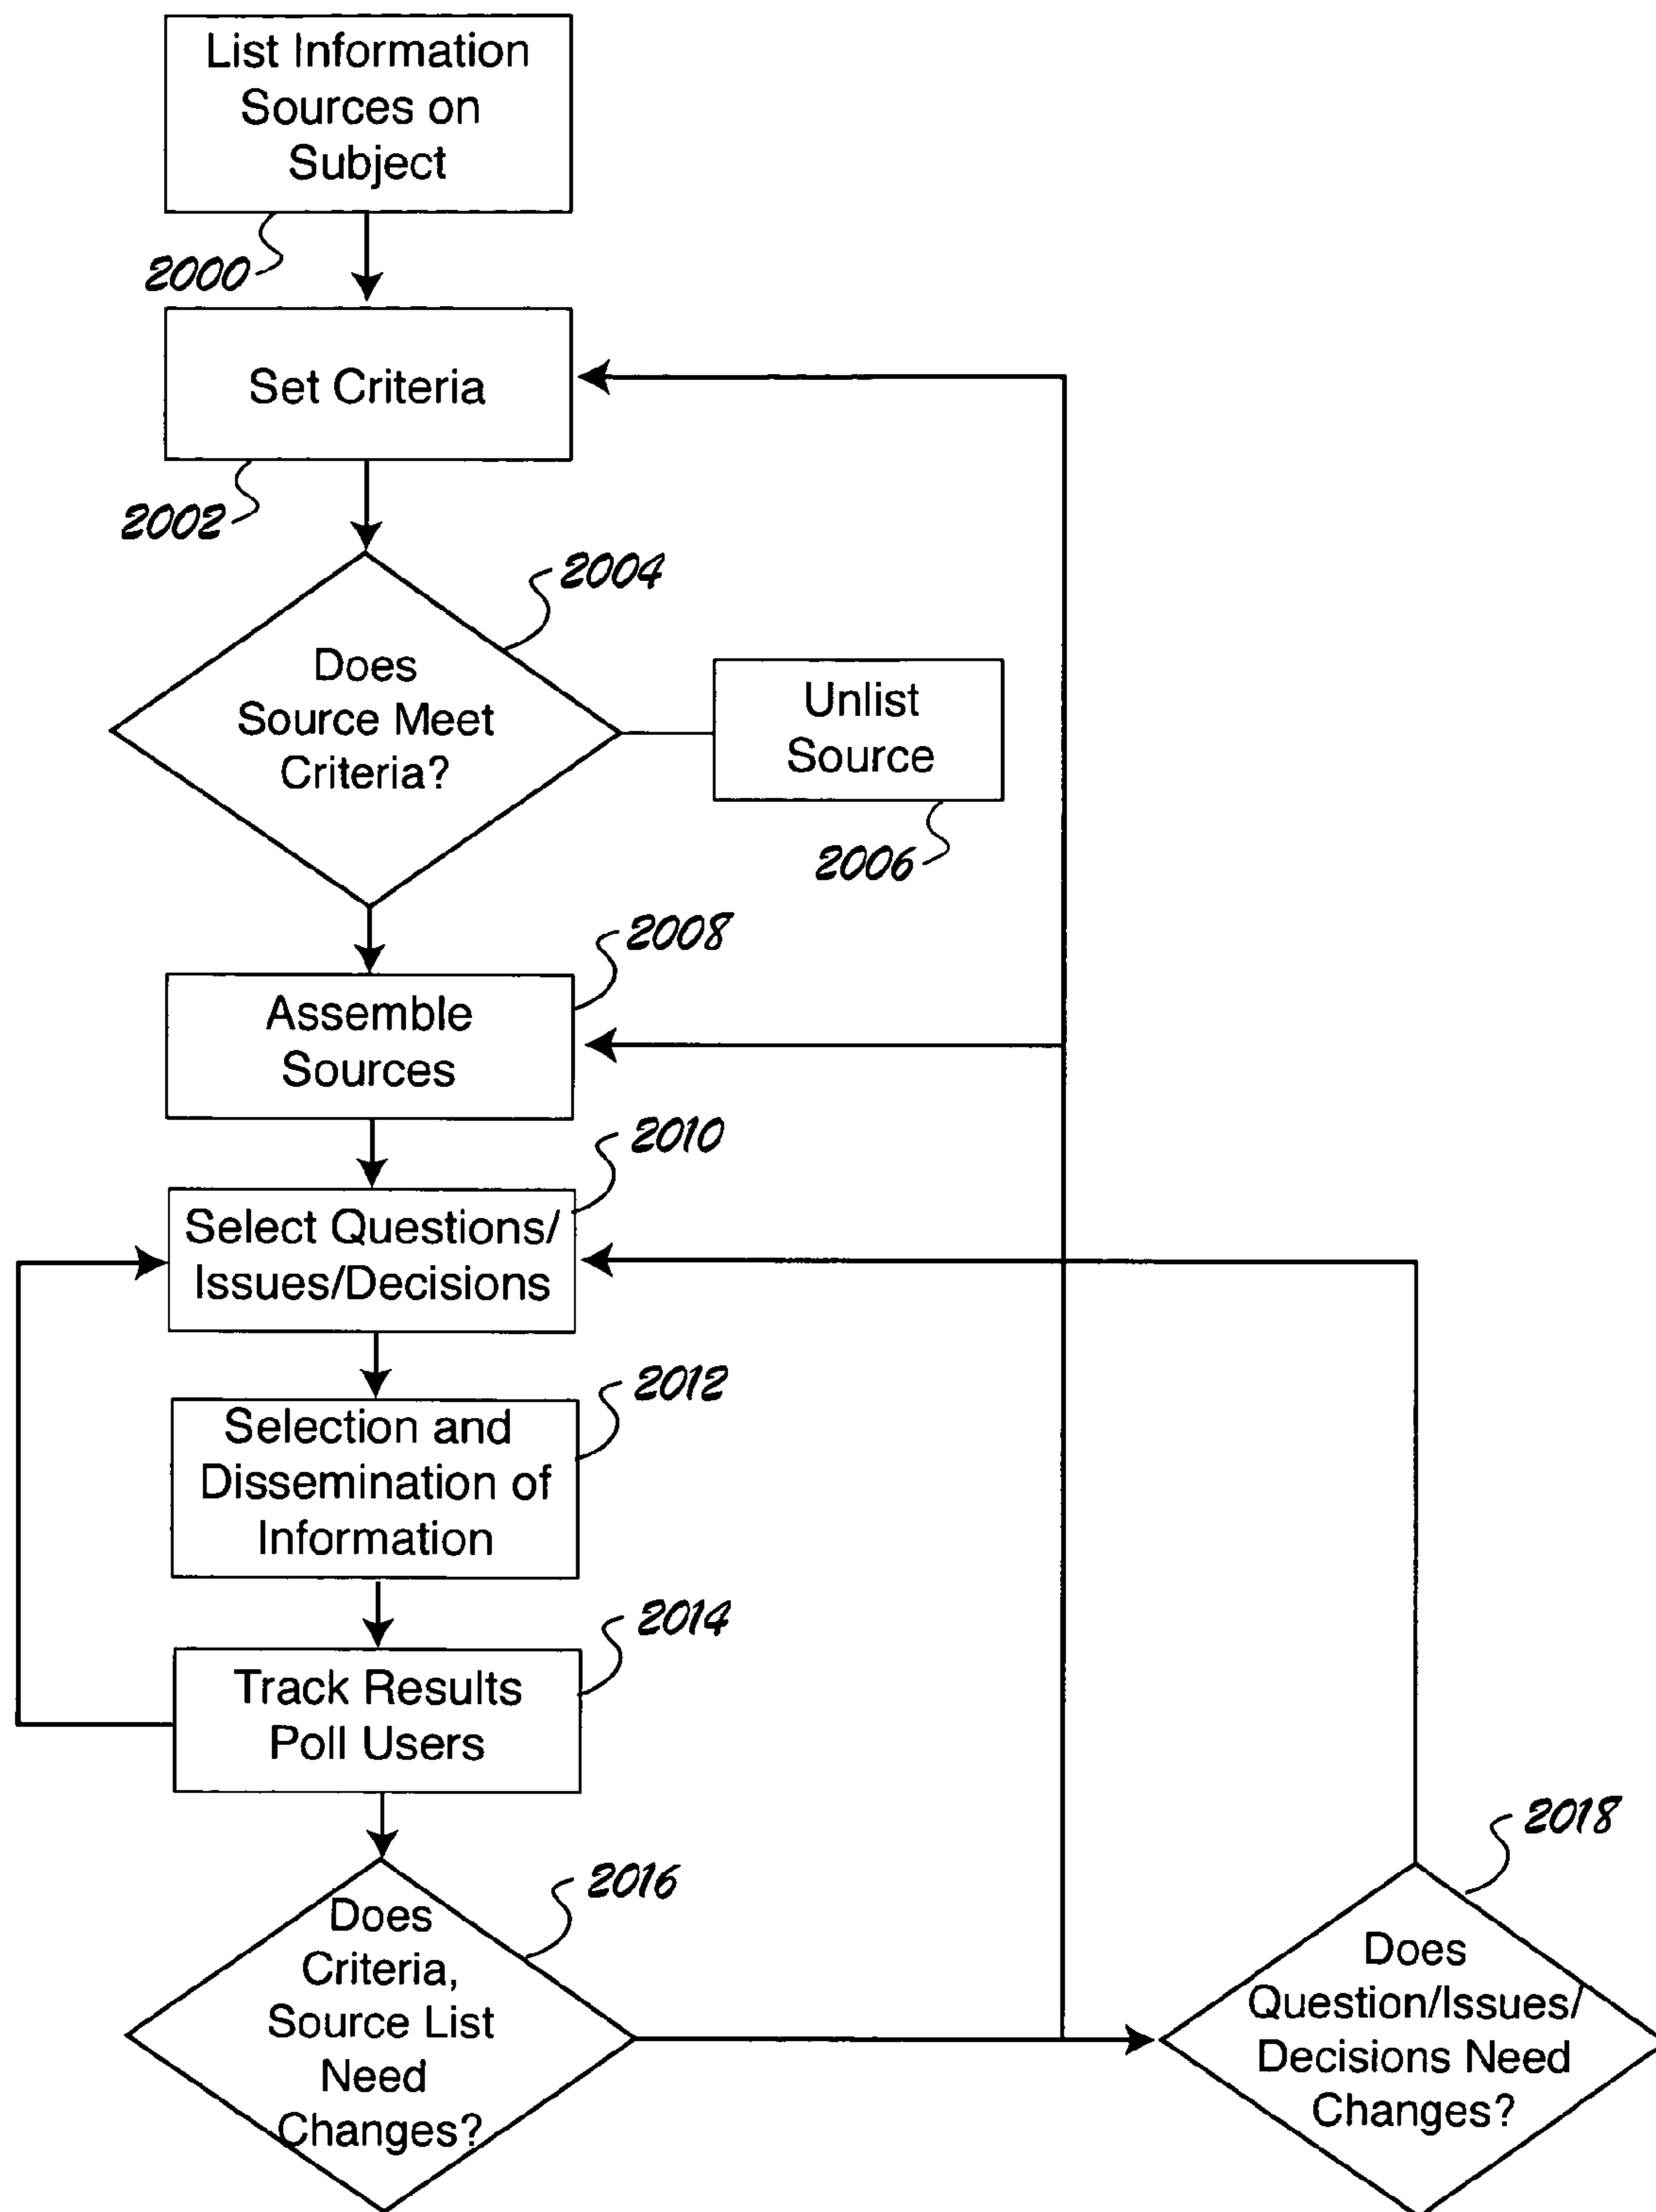 List Information
Sources on
Subject
2000
Set Criteria
2002
2004
Does
Source Meet
Criteria?
Unlist
Source
2006
2008
Assemble
Sources
2010
Select Questions/
Issues/Decisions
2012
Selection and
Dissemination of
Information
2014
Track Results
Poll Users
2016
Does
Criteria,
Source List
Need
Changes?
2018
Does
Question/Issues/
Decisions Need
Changes?